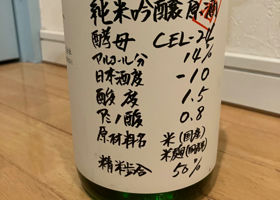 純米吟醸原酒
酵母 CEL-24
アルコール分 14%
日本酒度 -10
酸度 1.5
アミノ酸 0.8
原材料名 米(国産)
米麹(国産米)
精米歩合 50%